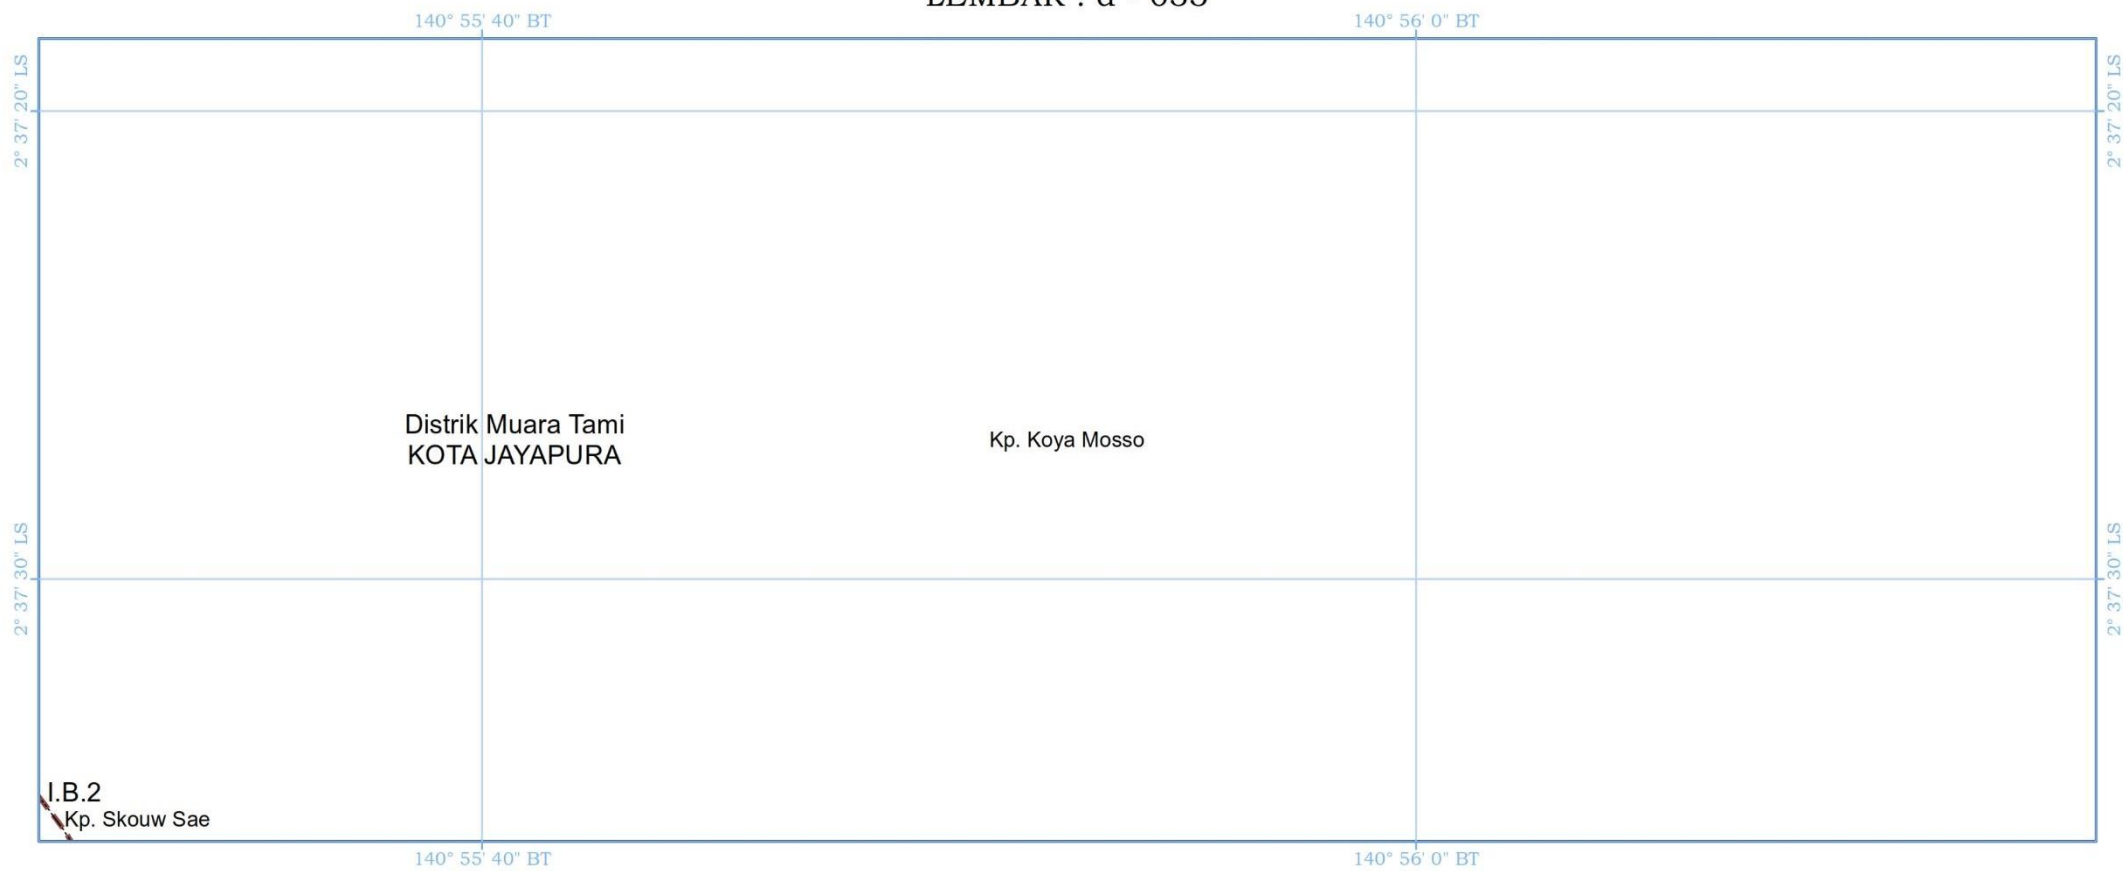 140° 55' 40" BT
140° 56' 0" BT
2° 37' 20" LS
2° 37' 20" LS
Distrik Muara Tami
KOTA JAYAPURA
Kp. Koya Mosso
2° 37' 30" LS
2° 37' 30" LS
I.B.2
Kp. Skouw Sae
140° 55' 40" BT
140° 56' 0" BT